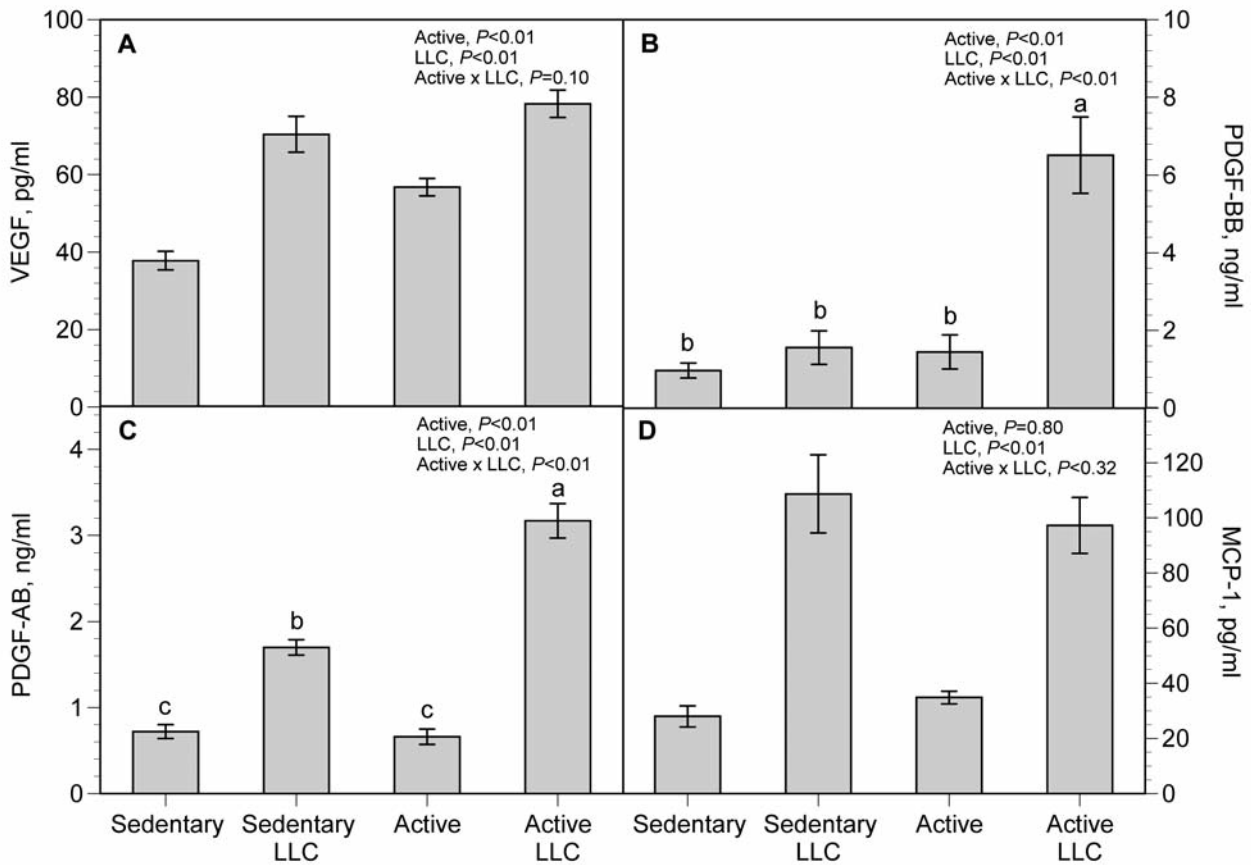 A
Active, P<0.01
LLC, P<0.01
Active x LLC, P=0.10
VEGF, pg/ml
100
80
60
40
20
0
B
Active, P<0.01
LLC, P<0.01
Active x LLC, P<0.01
a
b
b
b
PDGF-BB, ng/ml
10
8
6
4
2
0
C
Active, P<0.01
LLC, P<0.01
Active x LLC, P<0.01
a
b
c
c
PDGF-AB, ng/ml
4
3
2
1
0
D
Active, P=0.80
LLC, P<0.01
Active x LLC, P<0.32
MCP-1, pg/ml
120
100
80
60
40
20
0
Sedentary
Sedentary
LLC
Active
Active
LLC
Sedentary
Sedentary
LLC
Active
Active
LLC